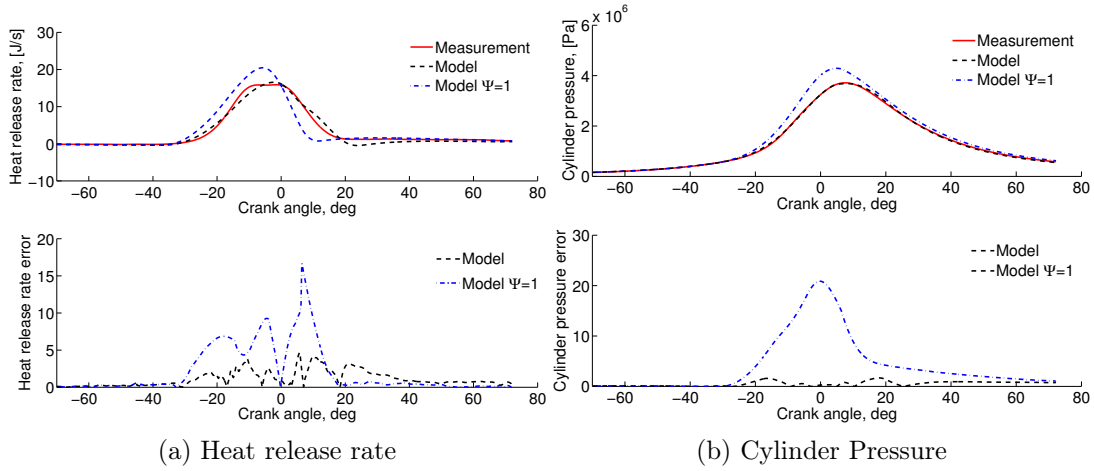 Heat release rate, [J/s]
30
20
10
0
−10
−60 −40 −20 0 20 40 60 80
Crank angle, deg
Measurement
Model
Model Ψ=1
Heat release rate error
20
15
10
5
0
−60 −40 −20 0 20 40 60 80
Crank angle, deg
Model
Model Ψ=1
(a) Heat release rate
Cylinder pressure, [Pa]
x 10⁶
6
4
2
0
−60 −40 −20 0 20 40 60 80
Crank angle, deg
Measurement
Model
Model Ψ=1
Cylinder pressure error
30
20
10
0
−60 −40 −20 0 20 40 60 80
Crank angle, deg
Model
Model Ψ=1
(b) Cylinder Pressure